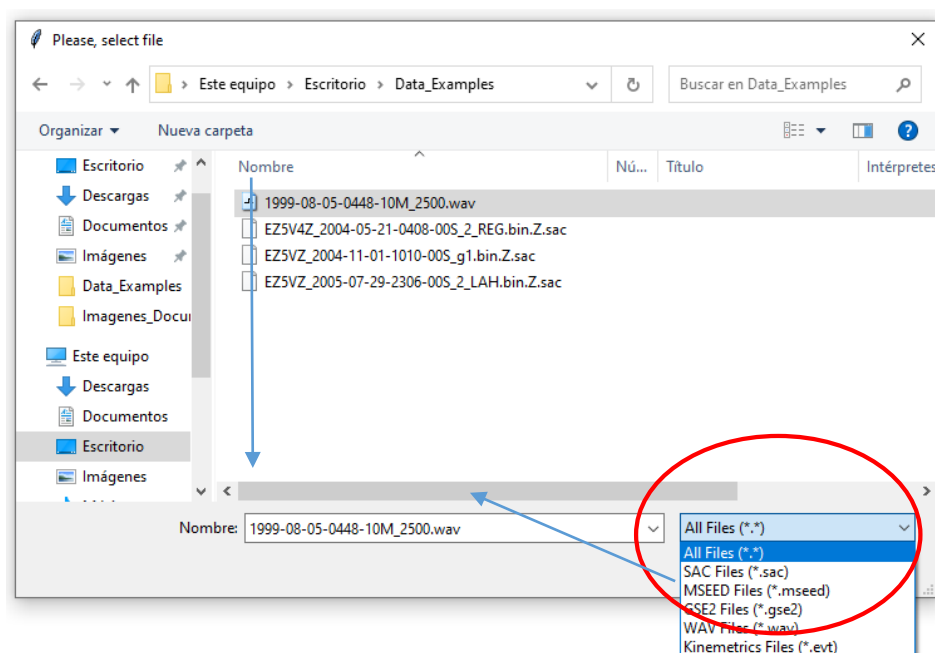 Please, select file
Este equipo > Escritorio > Data_Examples
Buscar en Data_Examples
Organizar
Nueva carpeta
Nombre
Nú...
Título
Intérpretes
Escritorio
Descargas
Documentos
Imágenes
Data_Examples
Imagenes_Docu
Este equipo
Descargas
Documentos
Escritorio
Imágenes
1999-08-05-0448-10M_2500.wav
EZ5V4Z_2004-05-21-0408-00S_2_REG.bin.Z.sac
EZ5VZ_2004-11-01-1010-00S_g1.bin.Z.sac
EZ5VZ_2005-07-29-2306-00S_2_LAH.bin.Z.sac
Nombre: 1999-08-05-0448-10M_2500.wav
All Files (*.*)
All Files (*.*)
SAC Files (*.sac)
MSEED Files (*.mseed)
GSE2 Files (*.gse2)
WAV Files (*.wav)
Kinemetrics Files (*.evt)